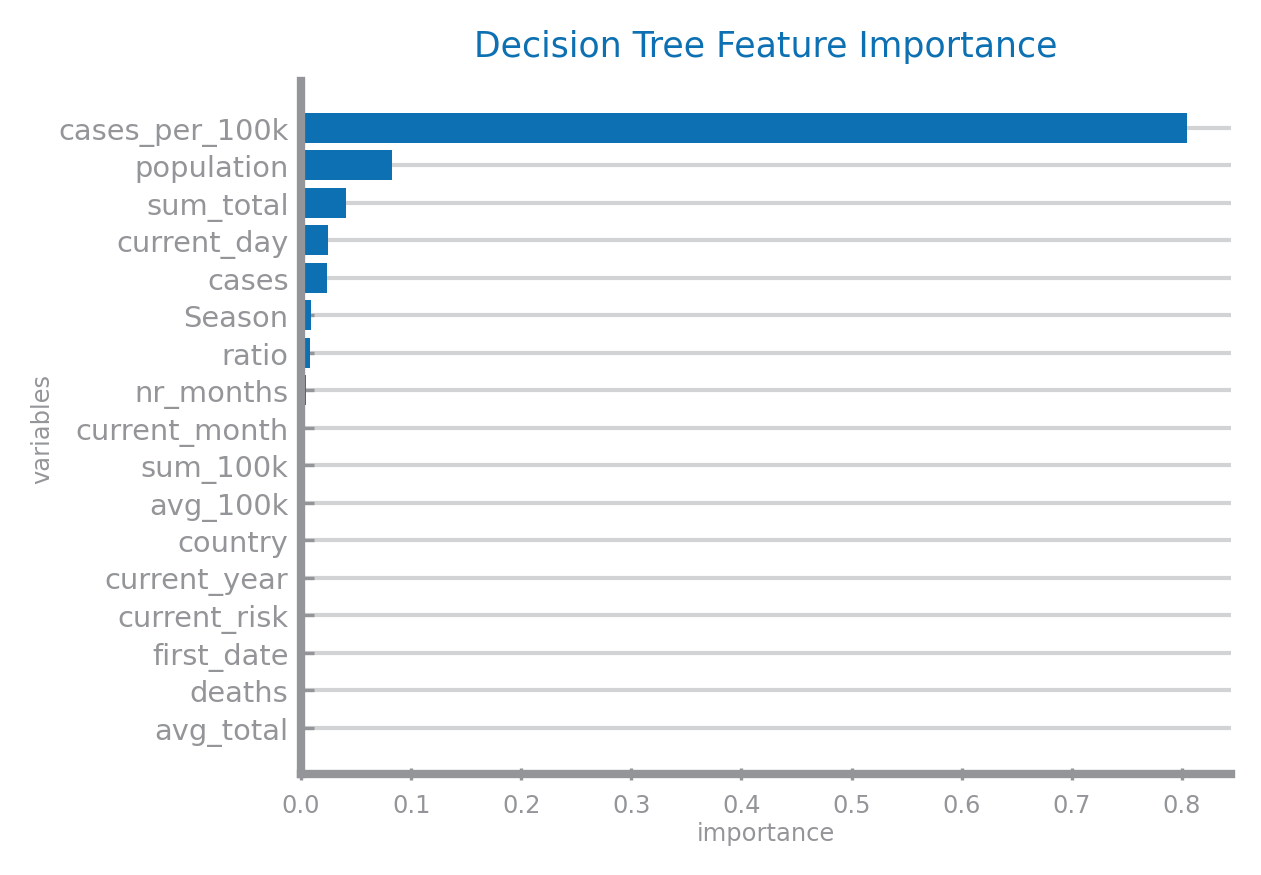 Decision Tree Feature Importance
cases_per_100k
population
sum_total
current_day
cases
Season
ratio
nr_months
current_month
sum_100k
avg_100k
country
current_year
current_risk
first_date
deaths
avg_total
variables
0.0 0.1 0.2 0.3 0.4 0.5 0.6 0.7 0.8
importance